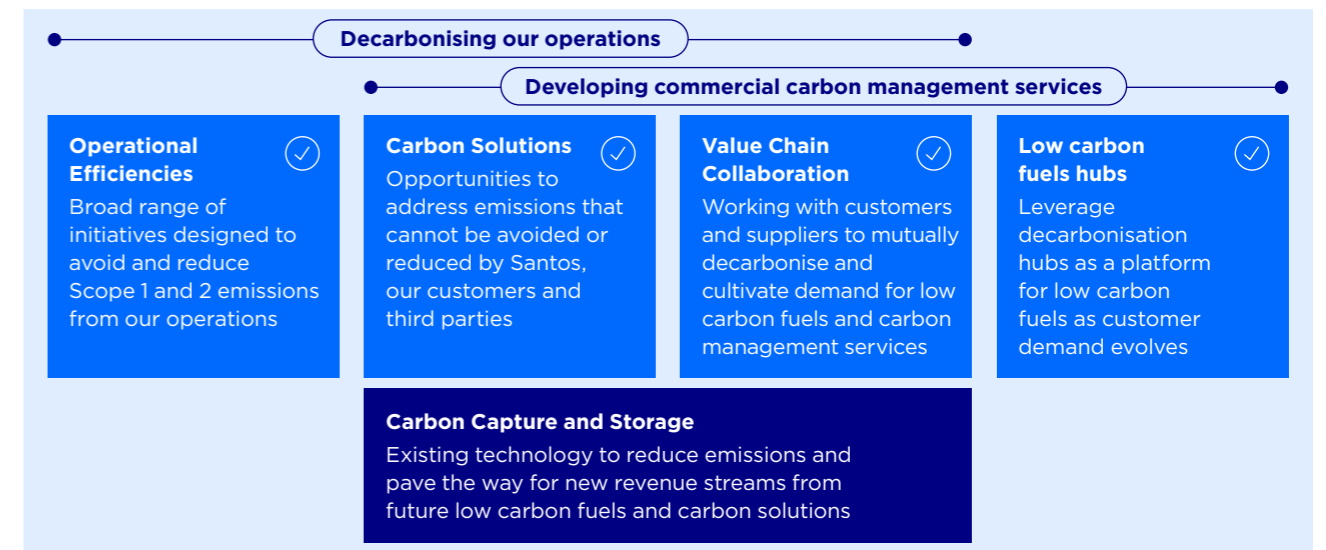 Decarbonising our operations
Developing commercial carbon management services
Operational
Efficiencies
Broad range of
initiatives designed to
avoid and reduce
Scope 1 and 2 emissions
from our operations
Carbon Solutions
Opportunities to
address emissions that
cannot be avoided or
reduced by Santos,
our customers and
third parties
Value Chain
Collaboration
Working with customers
and suppliers to mutually
decarbonise and
cultivate demand for low
carbon fuels and carbon
management services
Low carbon
fuels hubs
Leverage
decarbonisation
hubs as a platform
for low carbon
fuels as customer
demand evolves
Carbon Capture and Storage
Existing technology to reduce emissions and
pave the way for new revenue streams from
future low carbon fuels and carbon solutions